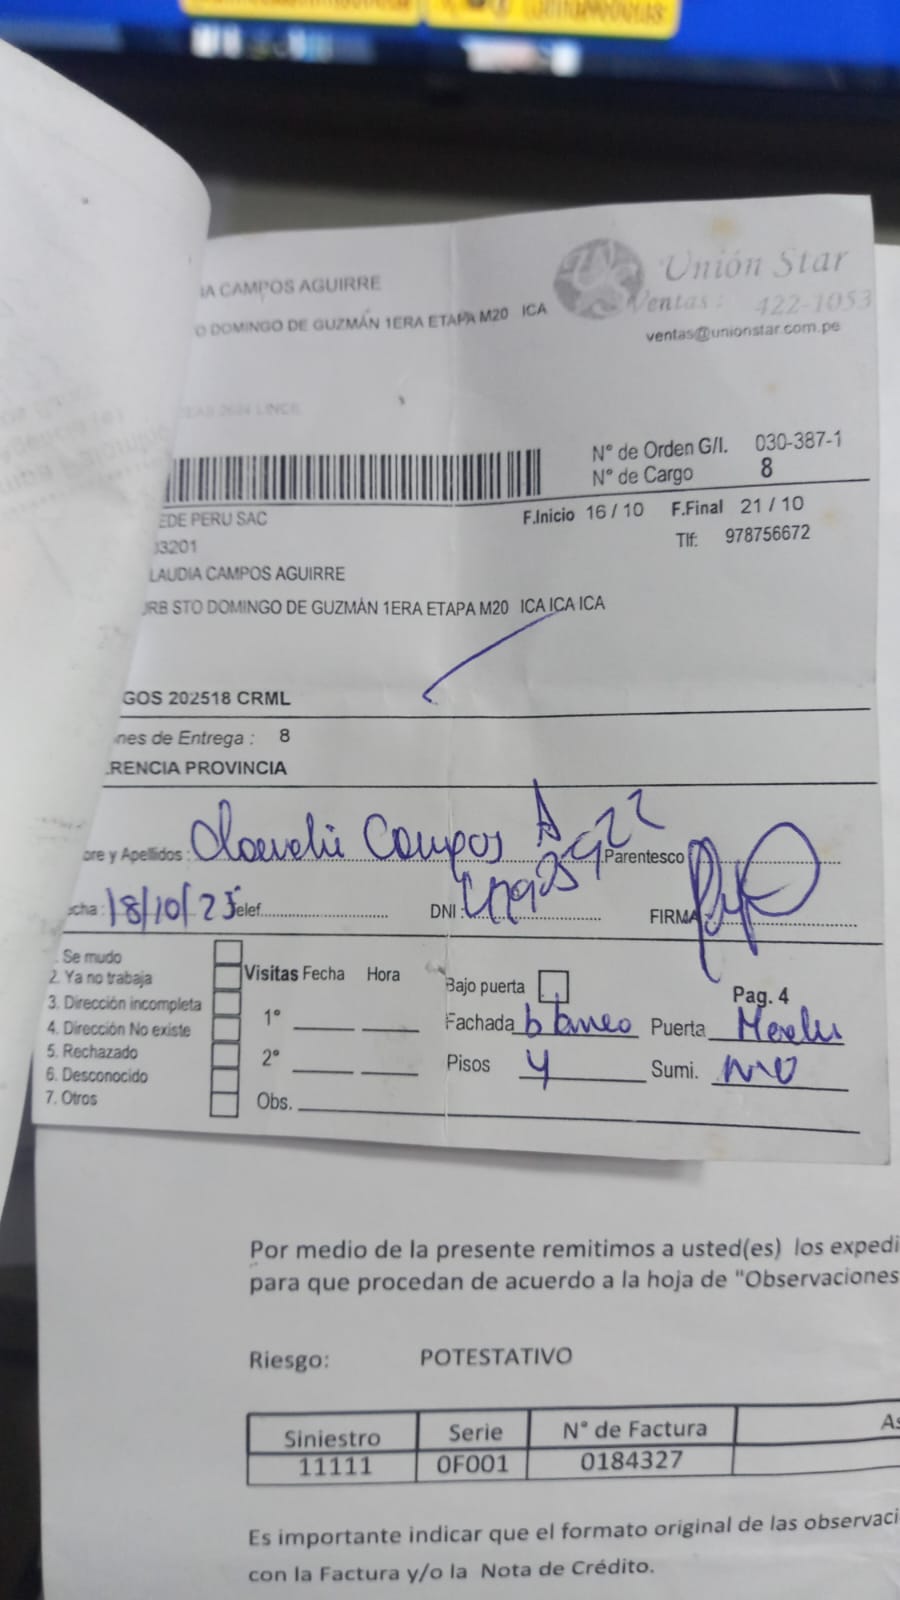 IA CAMPOS AGUIRRE
O DOMINGO DE GUZMÁN 1ERA ETAPA M20 ICA
Unión Star
Ventas: 422-1053
ventas@unionstar.com.pe
LINCE
N° de Orden G/I. 030-387-1
N° de Cargo 8
EDE PERU SAC
F.Inicio 16 / 10 F.Final 21 / 10
03201
Tlf: 978756672
LAUDIA CAMPOS AGUIRRE
URB STO DOMINGO DE GUZMÁN 1ERA ETAPA M20 ICA ICA ICA
GOS 202518 CRML
nes de Entrega : 8
RENCIA PROVINCIA
bre y Apellidos : Claudia Campos A Parentesco
cha : 18/10/25 Telef. DNI : FIRMA
Se mudo
2. Ya no trabaja
3. Dirección incompleta
4. Dirección No existe
5. Rechazado
6. Desconocido
7. Otros
Visitas Fecha Hora
1°
2°
Obs.
Bajo puerta
Pag. 4
Fachada blanco Puerta
Pisos 4 Sumi.
Por medio de la presente remitimos a usted(es) los expedi
para que procedan de acuerdo a la hoja de "Observaciones
Riesgo: POTESTATIVO
Siniestro Serie N° de Factura As
11111 0F001 0184327
Es importante indicar que el formato original de las observaci
con la Factura y/o la Nota de Crédito.